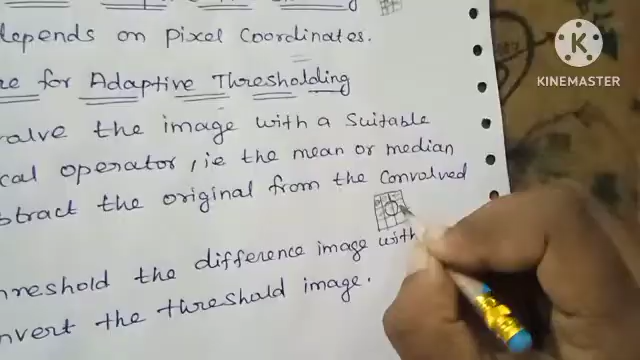 depends on pixel coordinates.
for Adaptive Thresholding
the image with a suitable
operator, ie the mean or median
the original from the convolved
the difference image with
the threshold image.
KINEMASTER